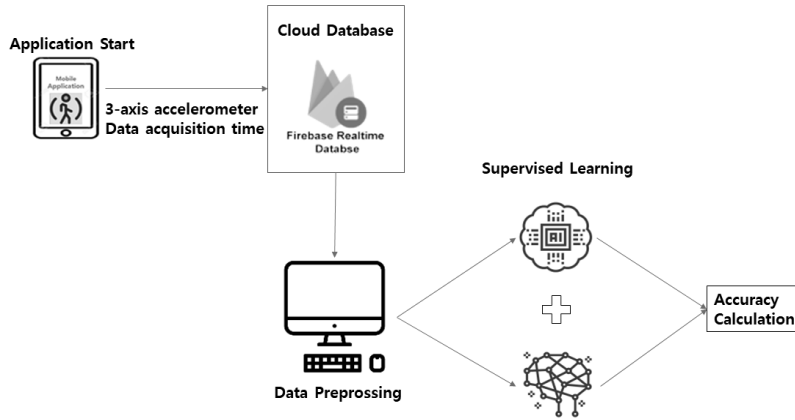 Application Start
Mobile
Application
3-axis accelerometer
Data acquisition time
Cloud Database
Firebase Realtime
Databse
Data Preprossing
Supervised Learning
AI
Accuracy
Calculation